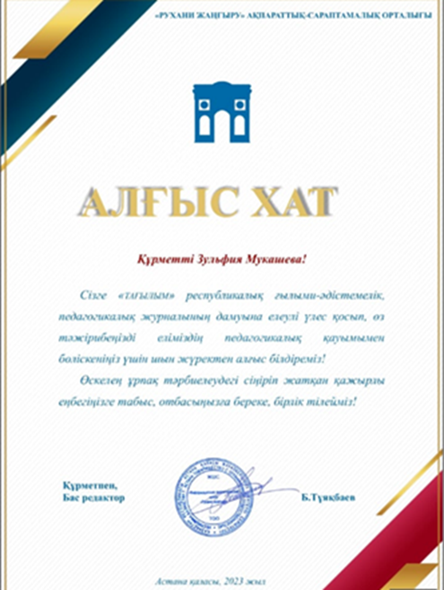 «РУХАНИ ЖАҢҒЫРУ» АҚПАРАТТЫҚ-САРАПТАМАЛЫҚ ОРТАЛЫҒЫ
АЛҒЫС ХАТ
Құрметті Зульфия Мукашева!
Сізге «ТАҒЫЛЫМ» республикалық ғылыми-әдістемелік,
педагогикалық журналының дамуына елеулі үлес қосып, өз
тәжірибеңізді еліміздің педагогикалық қауымымен
бөліскеніңіз үшін шын жүректен алғыс білдіреміз!
Өскелең ұрпақ тәрбиелеудегі сіңіріп жатқан қажырлы
еңбегіңізге табыс, отбасыңызға береке, бірлік тілейміз!
Құрметпен,
Бас редактор
Б.Тұяқбаев
Астана қаласы, 2023 жыл